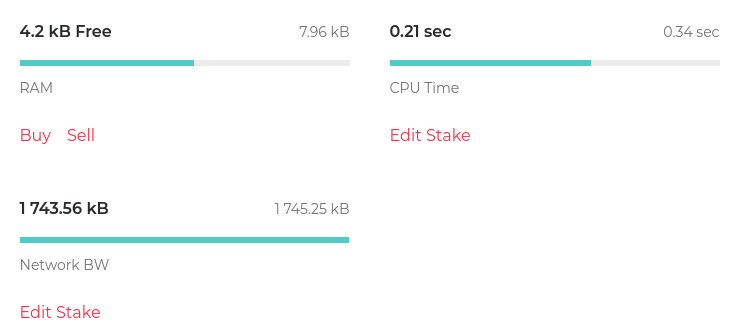 4.2 kB Free 7.96 kB
RAM
Buy Sell
0.21 sec 0.34 sec
CPU Time
Edit Stake
1 743.56 kB 1 745.25 kB
Network BW
Edit Stake